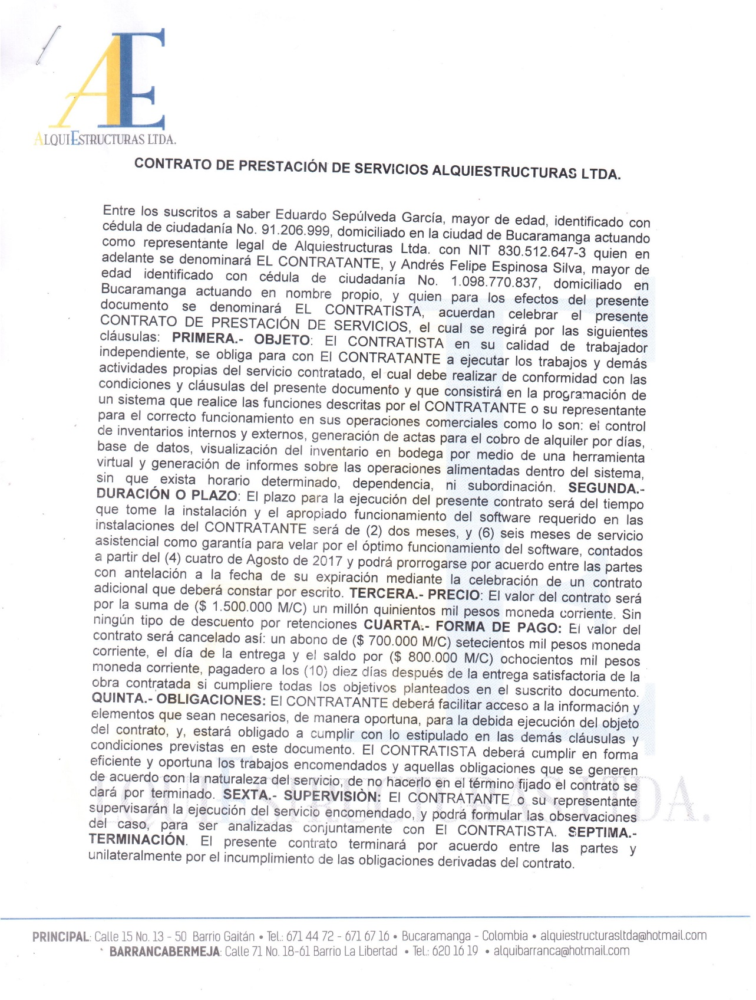 AE
ALQUIESTRUCTURAS LTDA.
CONTRATO DE PRESTACIÓN DE SERVICIOS ALQUIESTRUCTURAS LTDA.
Entre los suscritos a saber Eduardo Sepúlveda García, mayor de edad, identificado con
cédula de ciudadanía No. 91.206.999, domiciliado en la ciudad de Bucaramanga actuando
como representante legal de Alquiestructuras Ltda. con NIT 830.512.647-3 quien en
adelante se denominará EL CONTRATANTE, y Andrés Felipe Espinosa Silva, mayor de
edad identificado con cédula de ciudadanía No. 1.098.770.837, domiciliado en
Bucaramanga actuando en nombre propio, y quien para los efectos del presente
documento se denominará EL CONTRATISTA, acuerdan celebrar el presente
CONTRATO DE PRESTACIÓN DE SERVICIOS, el cual se regirá por las siguientes
cláusulas: PRIMERA.- OBJETO: El CONTRATISTA en su calidad de trabajador
independiente, se obliga para con El CONTRATANTE a ejecutar los trabajos y demás
actividades propias del servicio contratado, el cual debe realizar de conformidad con las
condiciones y cláusulas del presente documento y que consistirá en la programación de
un sistema que realice las funciones descritas por el CONTRATANTE o su representante
para el correcto funcionamiento en sus operaciones comerciales como lo son: el control
de inventarios internos y externos, generación de actas para el cobro de alquiler por días,
base de datos, visualización del inventario en bodega por medio de una herramienta
virtual y generación de informes sobre las operaciones alimentadas dentro del sistema,
sin que exista horario determinado, dependencia, ni subordinación. SEGUNDA.-
DURACIÓN O PLAZO: El plazo para la ejecución del presente contrato será del tiempo
que tome la instalación y el apropiado funcionamiento del software requerido en las
instalaciones del CONTRATANTE será de (2) dos meses, y (6) seis meses de servicio
asistencial como garantía para velar por el óptimo funcionamiento del software, contados
a partir del (4) cuatro de Agosto de 2017 y podrá prorrogarse por acuerdo entre las partes
con antelación a la fecha de su expiración mediante la celebración de un contrato
adicional que deberá constar por escrito. TERCERA.- PRECIO: El valor del contrato será
por la suma de ($ 1.500.000 M/C) un millón quinientos mil pesos moneda corriente. Sin
ningún tipo de descuento por retenciones CUARTA.- FORMA DE PAGO: El valor del
contrato será cancelado así: un abono de ($ 700.000 M/C) setecientos mil pesos moneda
corriente, el día de la entrega y el saldo por ($ 800.000 M/C) ochocientos mil pesos
moneda corriente, pagadero a los (10) diez días después de la entrega satisfactoria de la
obra contratada si cumpliere todas los objetivos planteados en el suscrito documento.
QUINTA.- OBLIGACIONES: El CONTRATANTE deberá facilitar acceso a la información y
elementos que sean necesarios, de manera oportuna, para la debida ejecución del objeto
del contrato, y, estará obligado a cumplir con lo estipulado en las demás cláusulas y
condiciones previstas en este documento. El CONTRATISTA deberá cumplir en forma
eficiente y oportuna los trabajos encomendados y aquellas obligaciones que se generen
de acuerdo con la naturaleza del servicio, de no hacerlo en el término fijado el contrato se
dará por terminado. SEXTA.- SUPERVISIÒN: El CONTRATANTE o su representante
supervisarán la ejecución del servicio encomendado, y podrá formular las observaciones
del caso, para ser analizadas conjuntamente con El CONTRATISTA. SEPTIMA.-
TERMINACIÓN. El presente contrato terminará por acuerdo entre las partes y
unilateralmente por el incumplimiento de las obligaciones derivadas del contrato.
ALQUIESTRUCTURAS LTDA.
PRINCIPAL: Calle 15 No. 13 - 50 Barrio Gaitán • Tel.: 671 44 72 - 671 67 16 • Bucaramanga - Colombia • alquiestructurasltda@hotmail.com
BARRANCABERMEJA: Calle 71 No. 18-61 Barrio La Libertad • Tel.: 620 16 19 • alquibarranca@hotmail.com